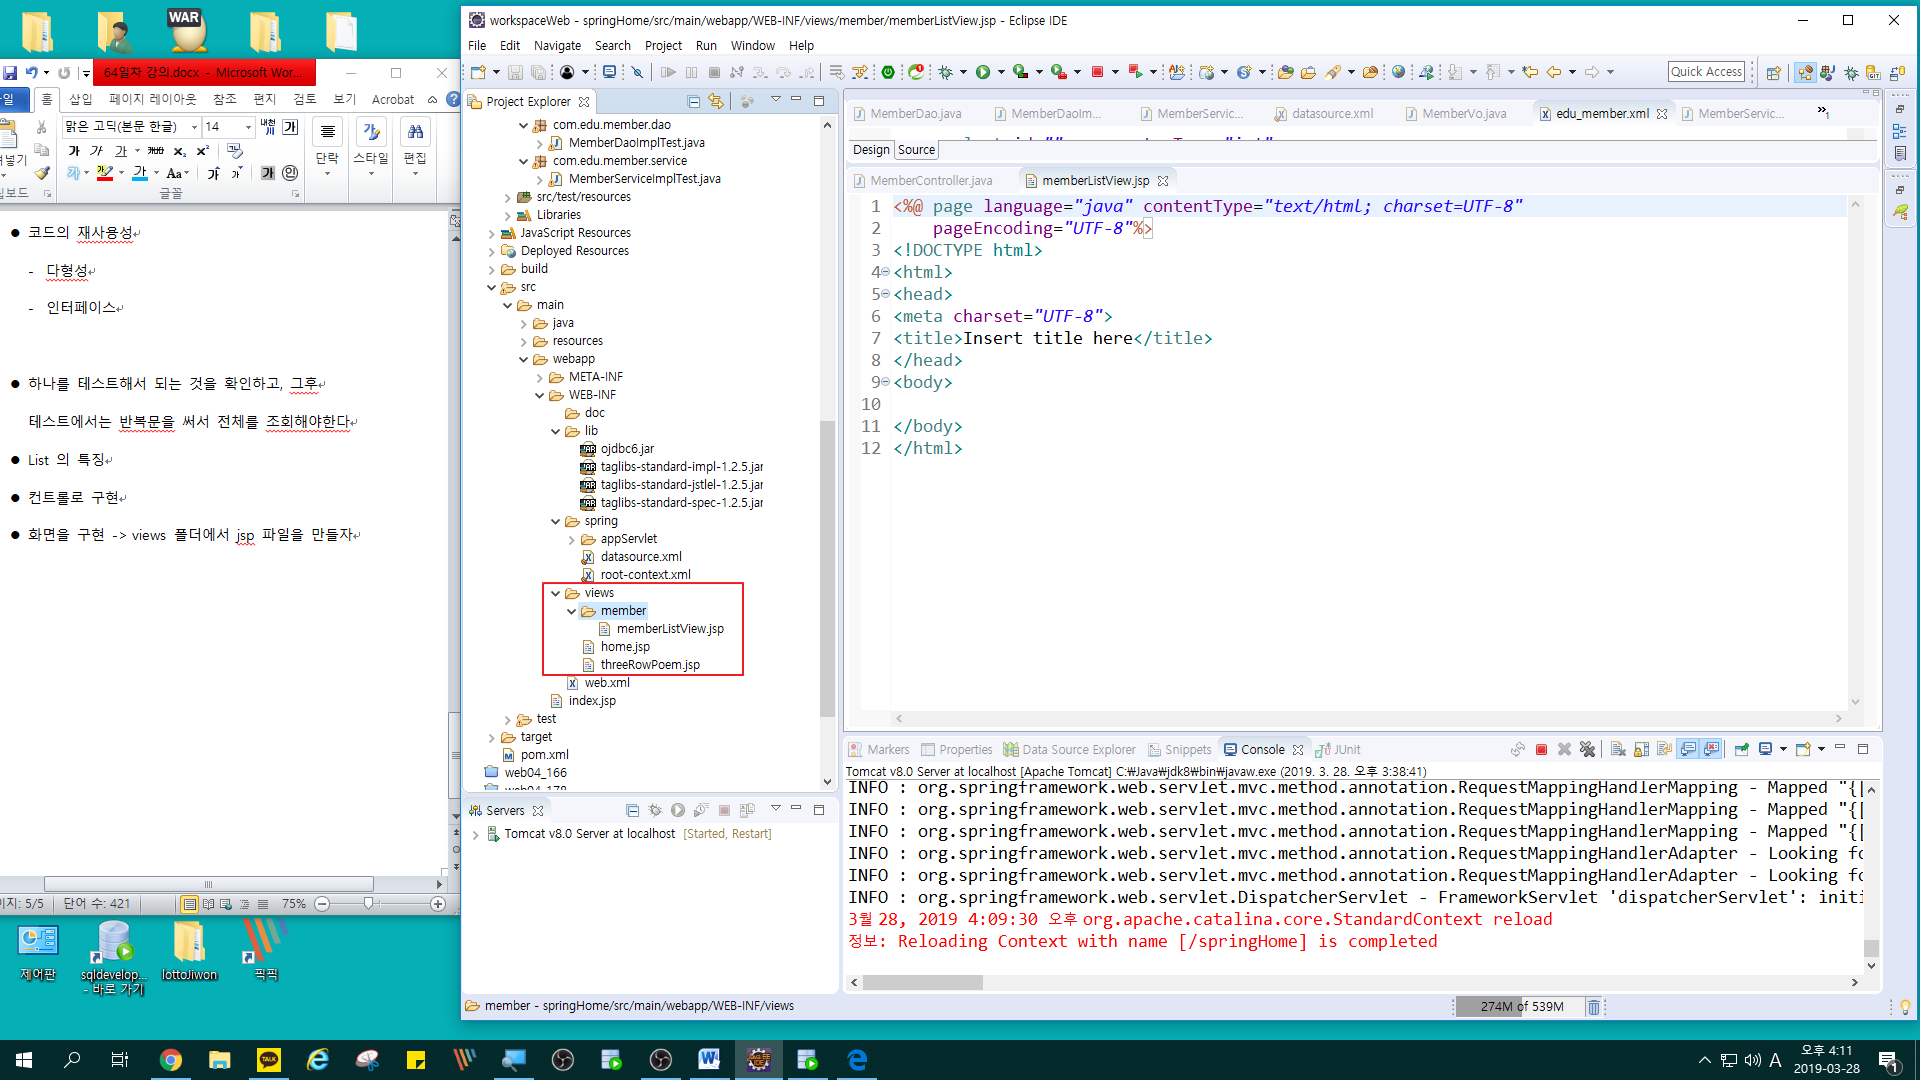 WAR
64일차 강의.docx - Microsoft Wor...
홈 삽입 페이지 레이아웃 참조 편지 검토 보기 Acrobat
맑은 고딕(본문 한글) 14
단락 스타일 편집
글꼴
● 코드의 재사용성
- 다형성
- 인터페이스
● 하나를 테스트해서 되는 것을 확인하고, 그후
테스트에서는 반복문을 써서 전체를 조회해야한다
● List 의 특징
● 컨트롤로 구현
● 화면을 구현 -> views 폴더에서 jsp 파일을 만들자
이지: 5/5 단어 수: 421 75%
제어판
sqldevelop... - 바로 가기
lottoJiwon
픽픽
workspaceWeb - springHome/src/main/webapp/WEB-INF/views/member/memberListView.jsp - Eclipse IDE
File Edit Navigate Search Project Run Window Help
Quick Access
Project Explorer
com.edu.member.dao
MemberDaoImplTest.java
com.edu.member.service
MemberServiceImplTest.java
src/test/resources
Libraries
JavaScript Resources
Deployed Resources
build
src
main
java
resources
webapp
META-INF
WEB-INF
doc
lib
ojdbc6.jar
taglibs-standard-impl-1.2.5.jar
taglibs-standard-jstlel-1.2.5.jar
taglibs-standard-spec-1.2.5.jar
spring
appServlet
datasource.xml
root-context.xml
views
member
memberListView.jsp
home.jsp
threeRowPoem.jsp
web.xml
index.jsp
test
target
pom.xml
web04_166
web04_178
Servers
Tomcat v8.0 Server at localhost [Started, Restart]
MemberDao.java MemberDaoIm... MemberServic... datasource.xml MemberVo.java edu_member.xml MemberServic... »1
Design Source
MemberController.java memberListView.jsp
1 <%@ page language="java" contentType="text/html; charset=UTF-8"
2 pageEncoding="UTF-8"%>
3 <!DOCTYPE html>
4 <html>
5 <head>
6 <meta charset="UTF-8">
7 <title>Insert title here</title>
8 </head>
9 <body>
10
11 </body>
12 </html>
Markers Properties Data Source Explorer Snippets Console JUnit
Tomcat v8.0 Server at localhost [Apache Tomcat] C:₩Java₩jdk8₩bin₩javaw.exe (2019. 3. 28. 오후 3:38:41)
INFO : org.springframework.web.servlet.mvc.method.annotation.RequestMappingHandlerMapping - Mapped "{[
INFO : org.springframework.web.servlet.mvc.method.annotation.RequestMappingHandlerMapping - Mapped "{[
INFO : org.springframework.web.servlet.mvc.method.annotation.RequestMappingHandlerMapping - Mapped "{[
INFO : org.springframework.web.servlet.mvc.method.annotation.RequestMappingHandlerAdapter - Looking fo
INFO : org.springframework.web.servlet.mvc.method.annotation.RequestMappingHandlerAdapter - Looking fo
INFO : org.springframework.web.servlet.DispatcherServlet - FrameworkServlet 'dispatcherServlet': initi
3월 28, 2019 4:09:30 오후 org.apache.catalina.core.StandardContext reload
정보: Reloading Context with name [/springHome] is completed
member - springHome/src/main/webapp/WEB-INF/views
274M of 539M
TALK
A 오후 4:11
2019-03-28
1